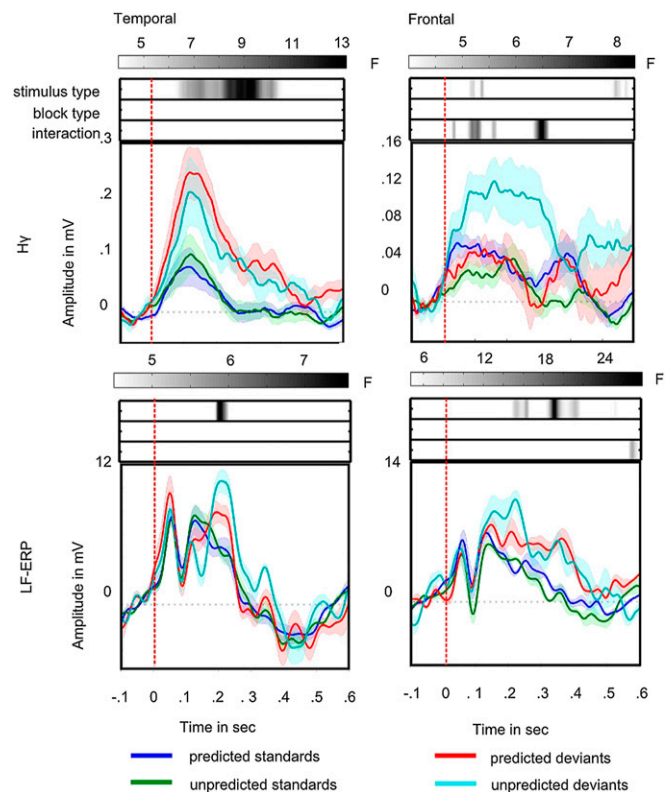 Temporal
Frontal
5 7 9 11 13 F
5 6 7 8 F
stimulus type
block type
interaction
.3
.2
.1
0
Hγ
Amplitude in mV
.16
.12
.08
.04
0
5 6 7 F
6 12 18 24 F
12
0
LF-ERP
Amplitude in mV
14
0
-.1 0 .1 .2 .3 .4 .5 .6
-.1 0 .1 .2 .3 .4 .5 .6
Time in sec
Time in sec
predicted standards
predicted deviants
unpredicted standards
unpredicted deviants